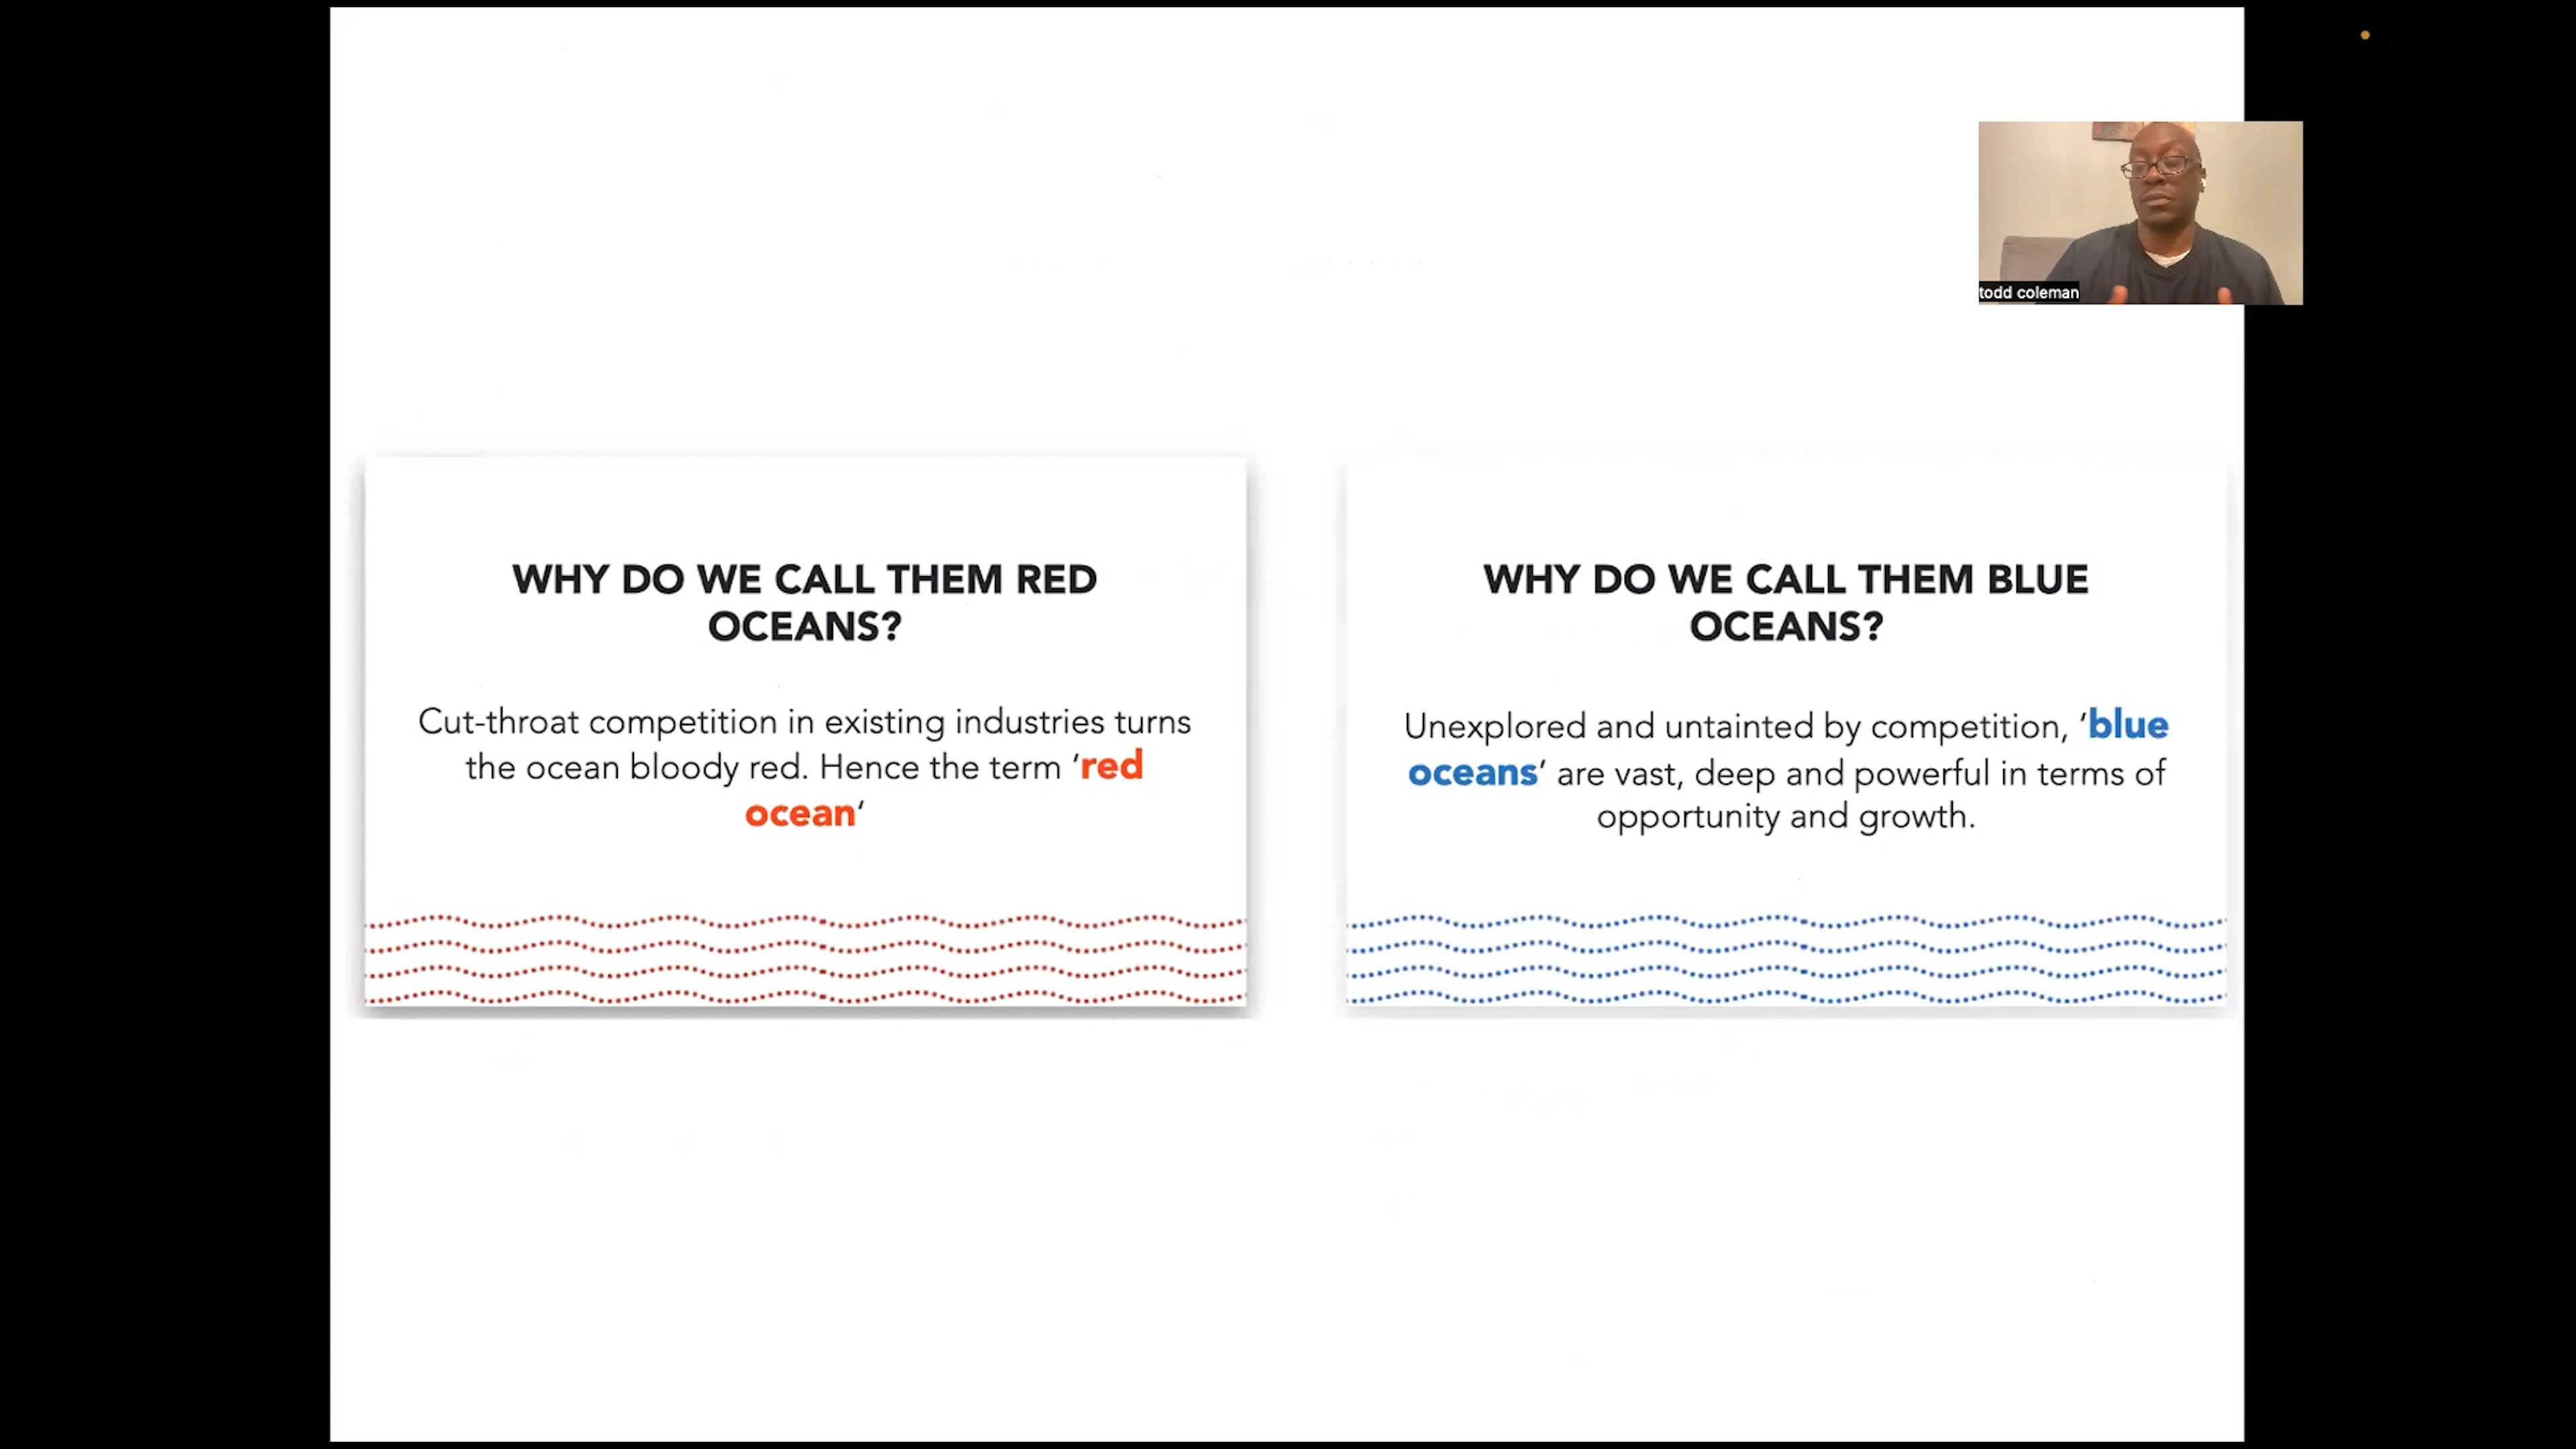 todd coleman
WHY DO WE CALL THEM RED
OCEANS?
Cut-throat competition in existing industries turns
the ocean bloody red. Hence the term ‘red
ocean‘
WHY DO WE CALL THEM BLUE
OCEANS?
Unexplored and untainted by competition, ‘blue
oceans‘ are vast, deep and powerful in terms of
opportunity and growth.